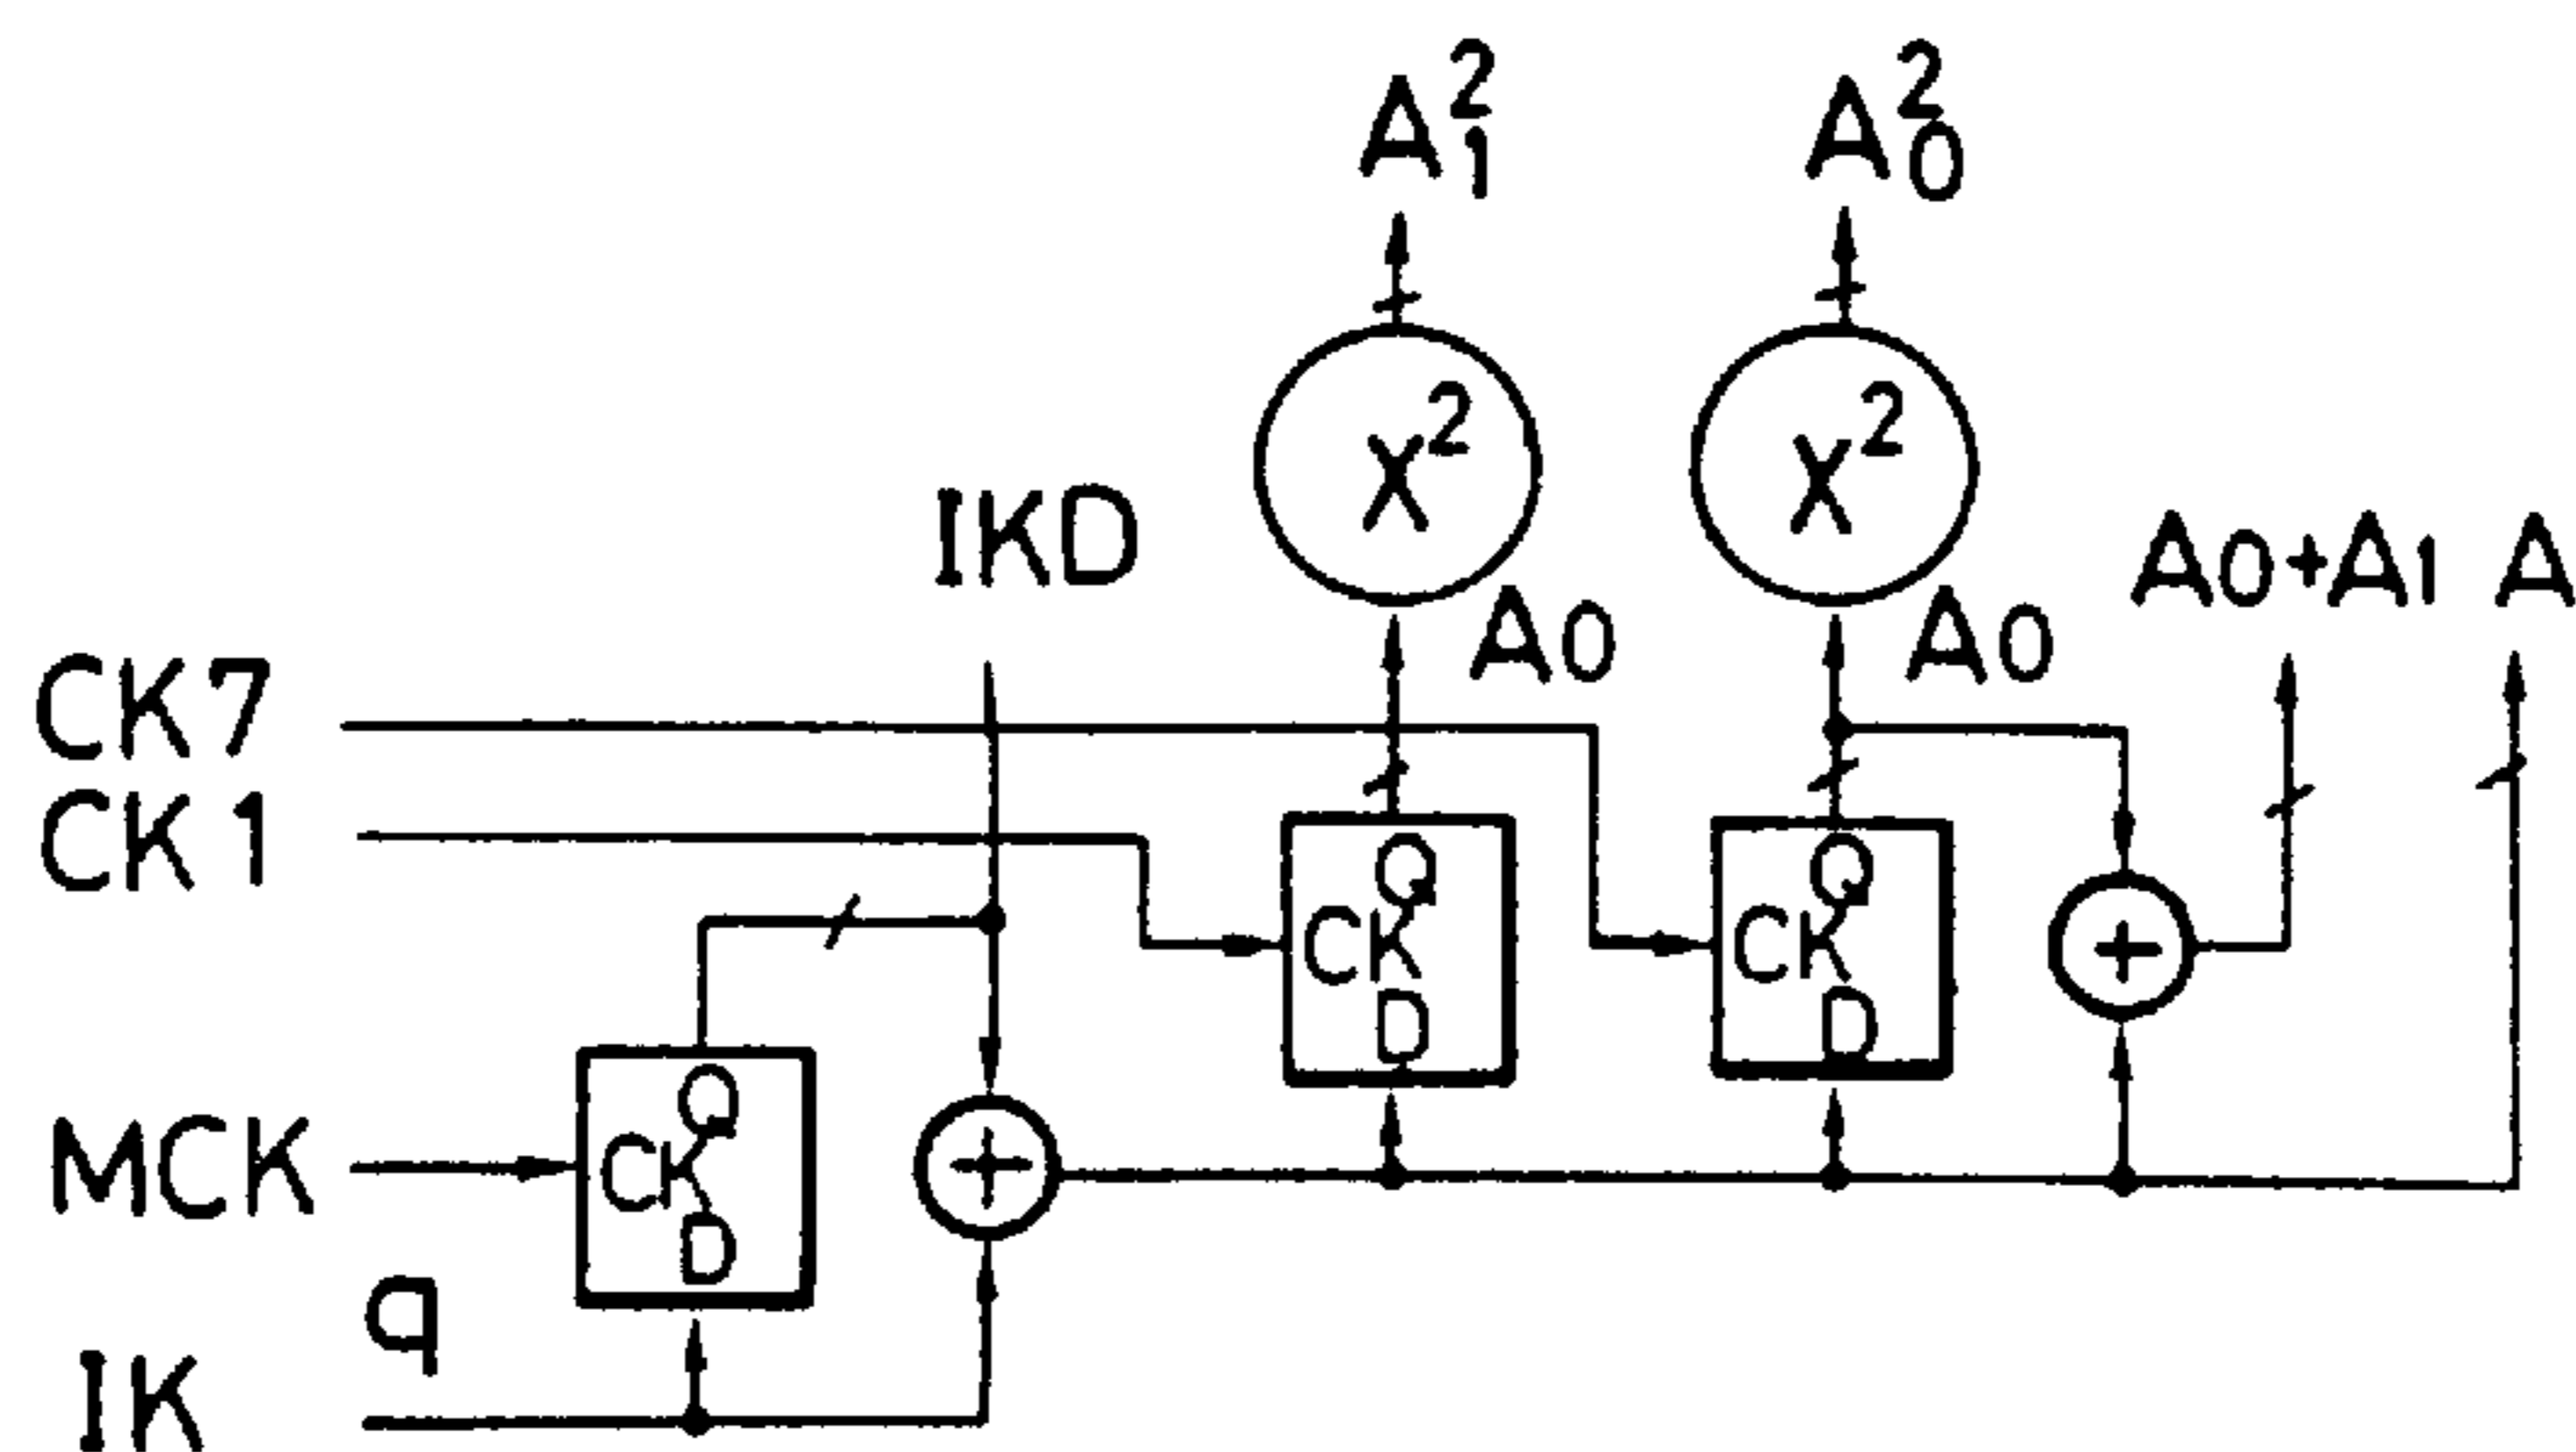 A₁² A₀²
X² X²
IKD A₀+A₁ A
A₀ A₀
CK7
CK1
Q Q
CK CK
D D
MCK
Q
CK
D
q
IK
+ +